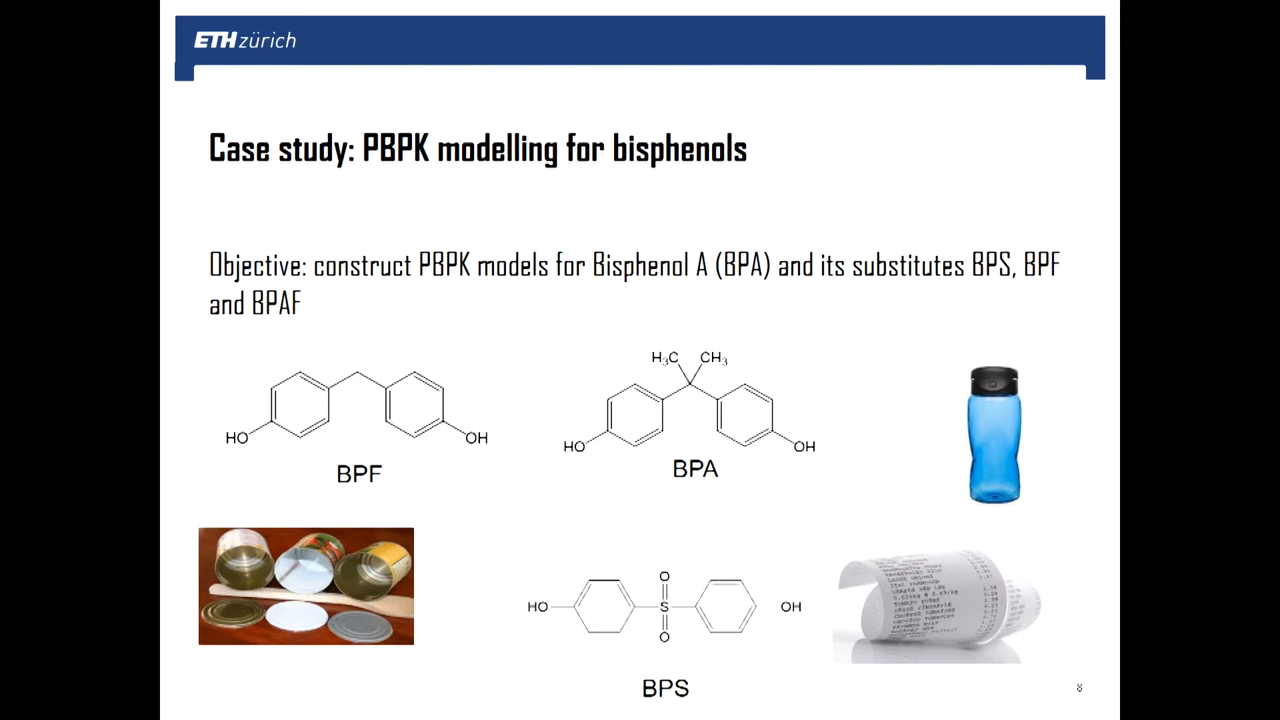 ETH zürich
Case study: PBPK modelling for bisphenols
Objective: construct PBPK models for Bisphenol A (BPA) and its substitutes BPS, BPF
and BPAF
H3C CH3
HO OH
BPF
HO OH
BPA
O
HO S OH
O
BPS
8